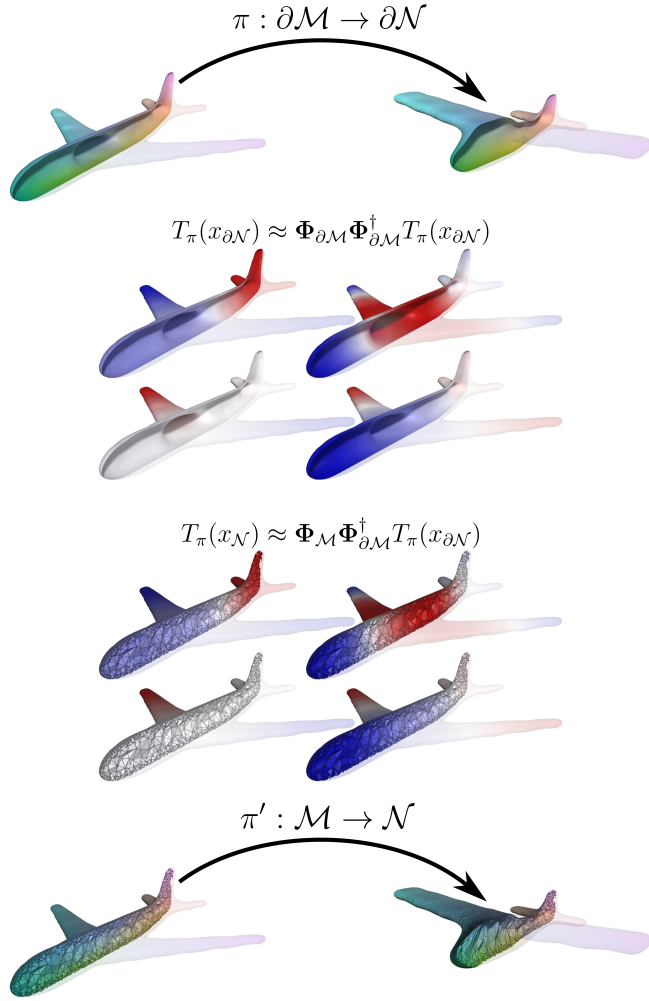 π : ∂ℳ → ∂𝒩
T_π(x_∂𝒩) ≈ Φ_∂ℳ Φ†_∂ℳ T_π(x_∂𝒩)
T_π(x_𝒩) ≈ Φ_ℳ Φ†_∂ℳ T_π(x_∂𝒩)
π′ : ℳ → 𝒩